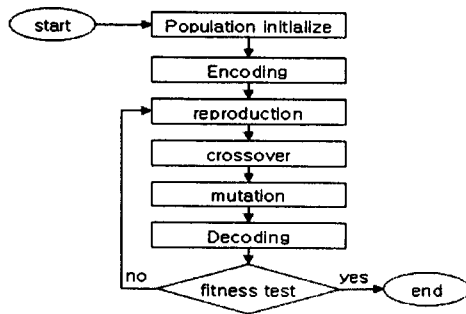 start
Population initialize
Encoding
reproduction
crossover
mutation
Decoding
no
fitness test
yes
end